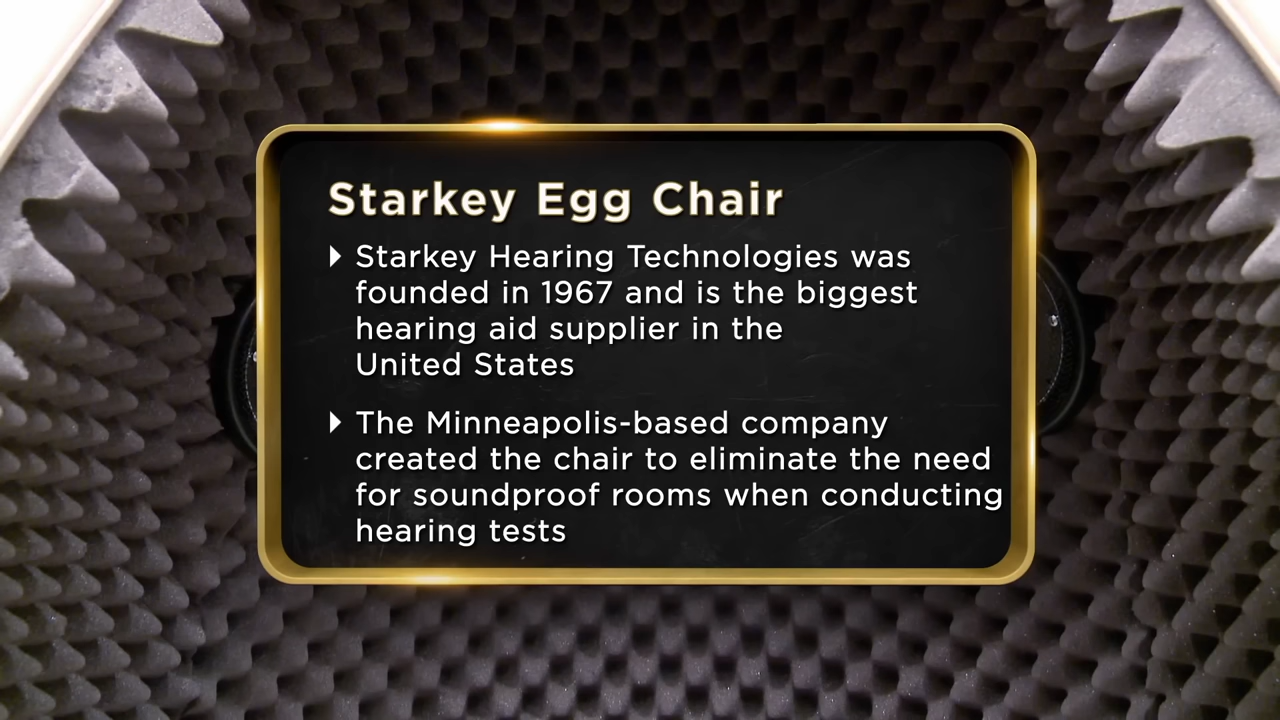 Starkey Egg Chair
Starkey Hearing Technologies was
founded in 1967 and is the biggest
hearing aid supplier in the
United States
The Minneapolis-based company
created the chair to eliminate the need
for soundproof rooms when conducting
hearing tests